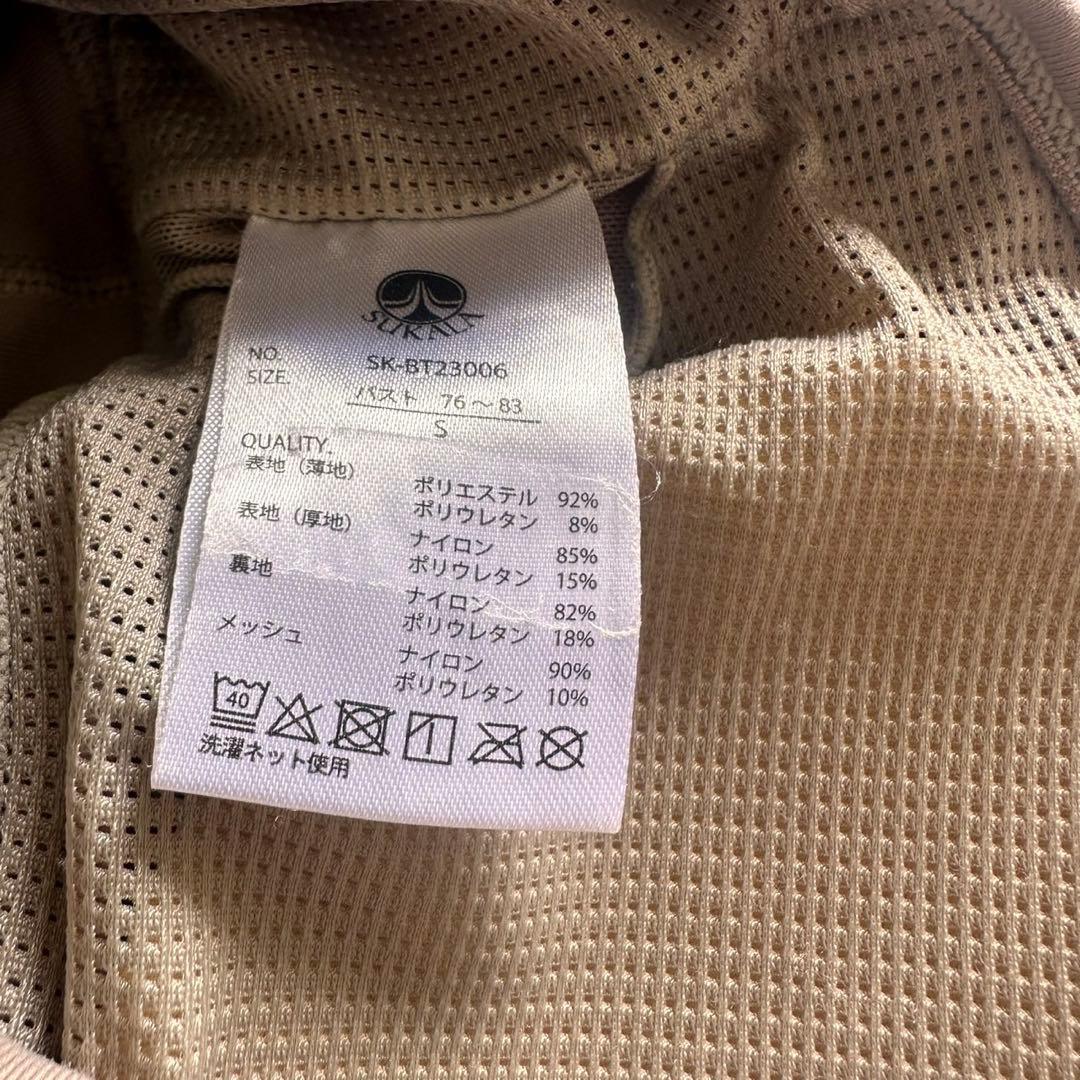 SUKALA
NO. SK-BT23006
SIZE. バスト 76～83
S
QUALITY.
表地（薄地） ポリエステル 92%
ポリウレタン 8%
表地（厚地） ナイロン 85%
ポリウレタン 15%
裏地 ナイロン 82%
ポリウレタン 18%
メッシュ ナイロン 90%
ポリウレタン 10%
40
洗濯ネット使用